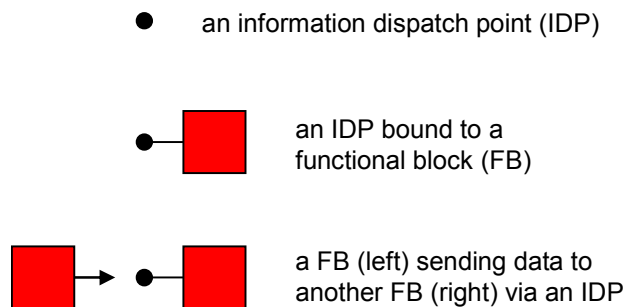 an information dispatch point (IDP)
an IDP bound to a
functional block (FB)
a FB (left) sending data to
another FB (right) via an IDP